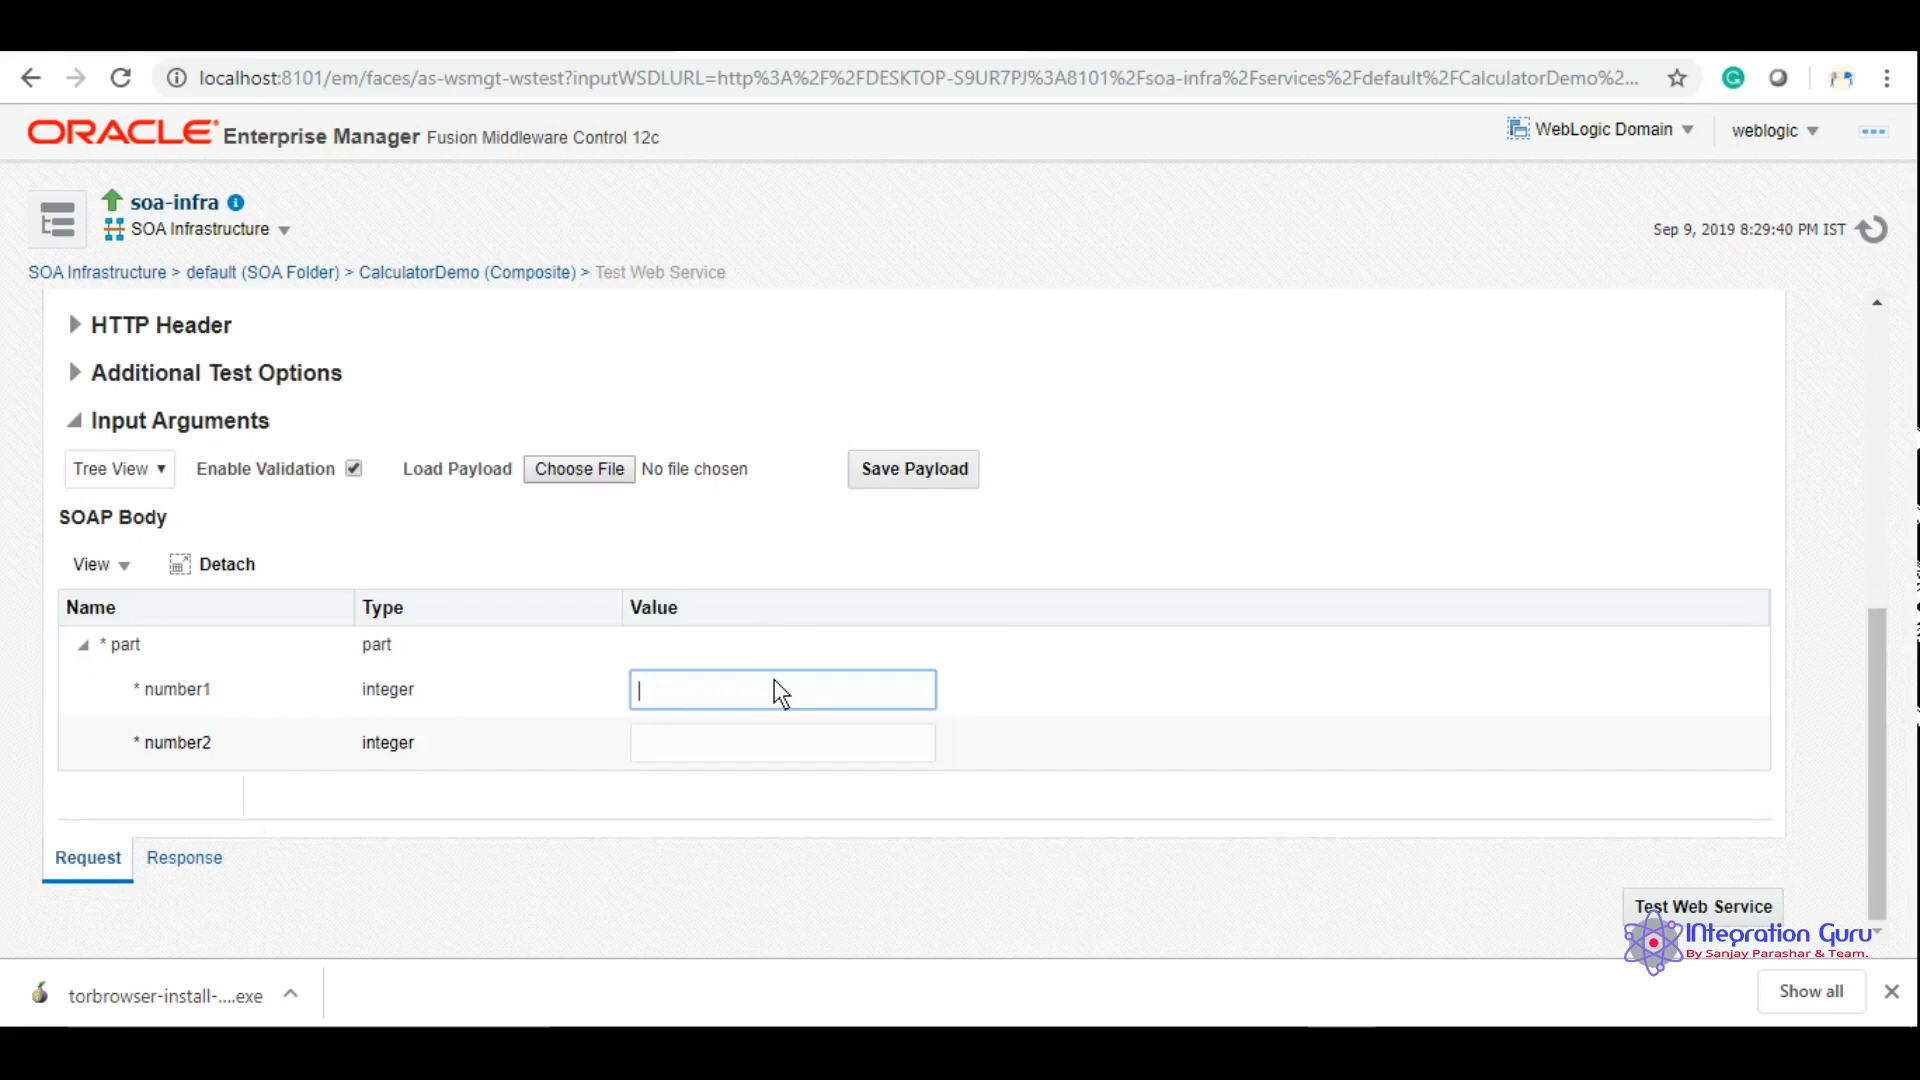 localhost:8101/em/faces/as-wsmgt-wstest?inputWSDLURL=http%3A%2F%2FDESKTOP-S9UR7PJ%3A8101%2Fsoa-infra%2Fservices%2Fdefault%2FCalculatorDemo%2...
ORACLE Enterprise Manager Fusion Middleware Control 12c
WebLogic Domain
weblogic
soa-infra
SOA Infrastructure
Sep 9, 2019 8:29:40 PM IST
SOA Infrastructure > default (SOA Folder) > CalculatorDemo (Composite) > Test Web Service
HTTP Header
Additional Test Options
Input Arguments
Tree View Enable Validation Load Payload Choose File No file chosen Save Payload
SOAP Body
View Detach
Name Type Value
* part part
* number1 integer
* number2 integer
Request Response
Test Web Service
INtegration Guru
By Sanjay Parashar & Team.
torbrowser-install-....exe
Show all